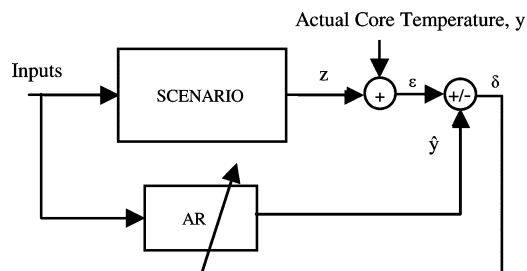 Actual Core Temperature, y
Inputs
SCENARIO
z
+
ε
+/-
δ
ŷ
AR